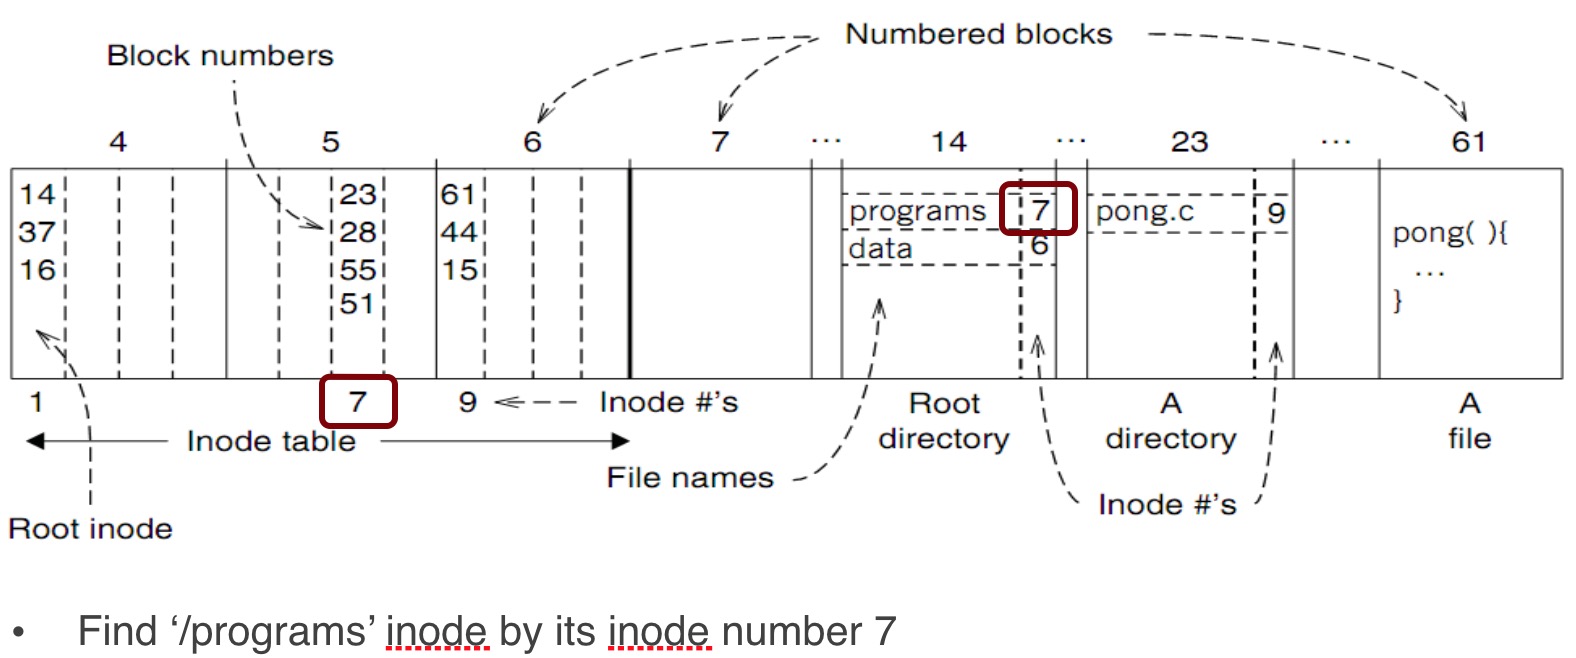 Numbered blocks
Block numbers
4 5 6 7 ... 14 ... 23 ... 61
14 23 61
programs 7 pong.c 9
37 28 44 pong( ){
data 6
16 55 15 ...
51 }
1 7 9 Inode #'s Root directory A directory A file
Inode table
File names
Inode #'s
Root inode
• Find ‘/programs’ inode by its inode number 7